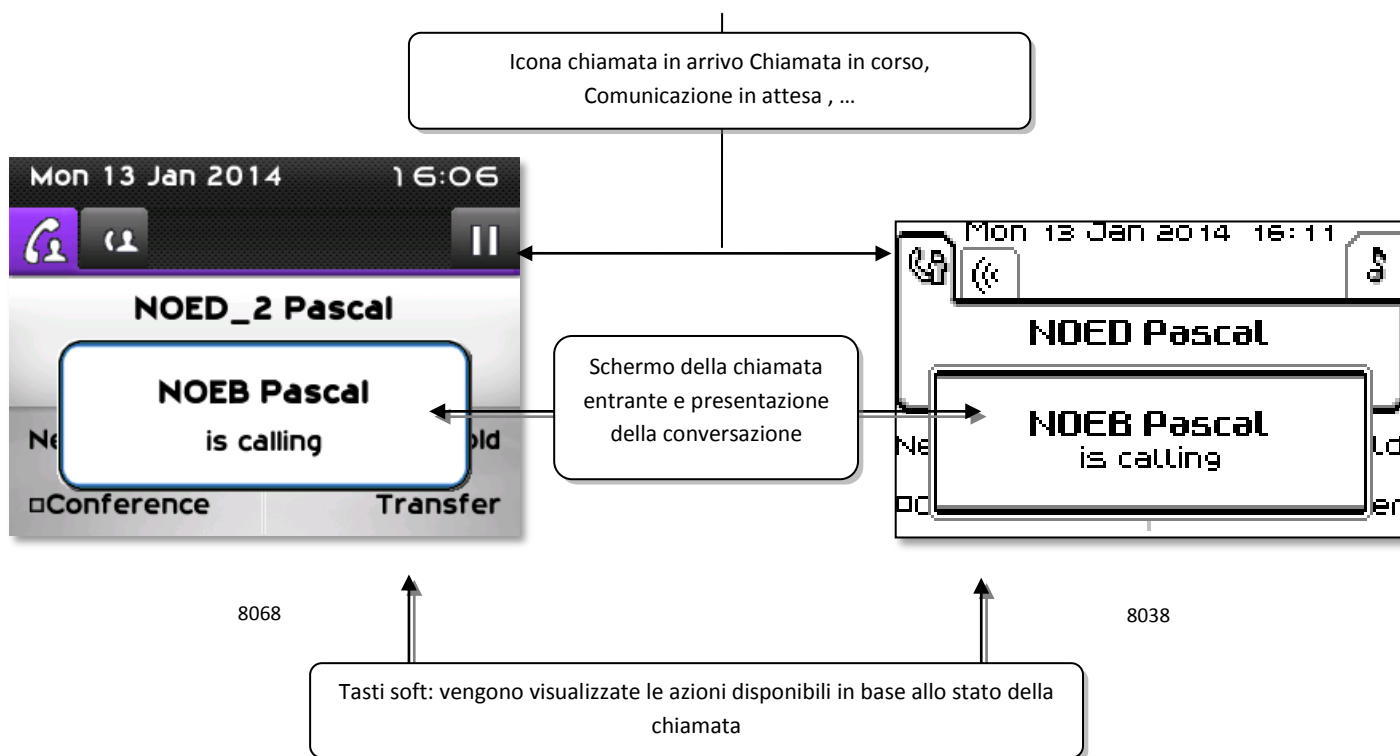 Icona chiamata in arrivo Chiamata in corso,
Comunicazione in attesa , ...
Mon 13 Jan 2014 16:06
NOED_2 Pascal
NOEB Pascal
is calling
Conference Transfer
Mon 13 Jan 2014 16:11
NOED Pascal
NOEB Pascal
is calling
Schermo della chiamata
entrante e presentazione
della conversazione
8068
8038
Tasti soft: vengono visualizzate le azioni disponibili in base allo stato della
chiamata